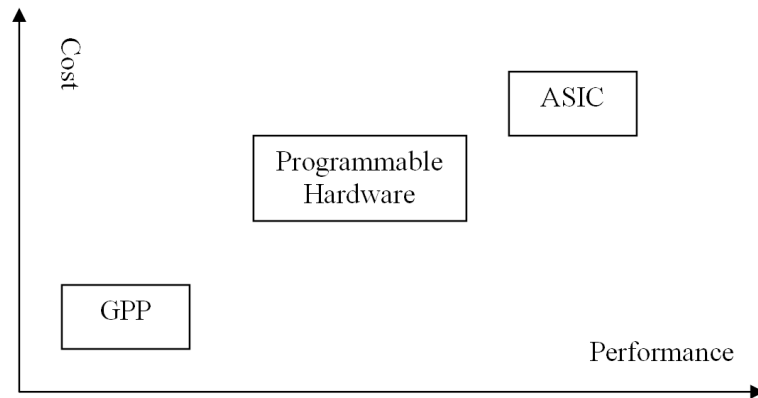 Cost
ASIC
Programmable
Hardware
GPP
Performance